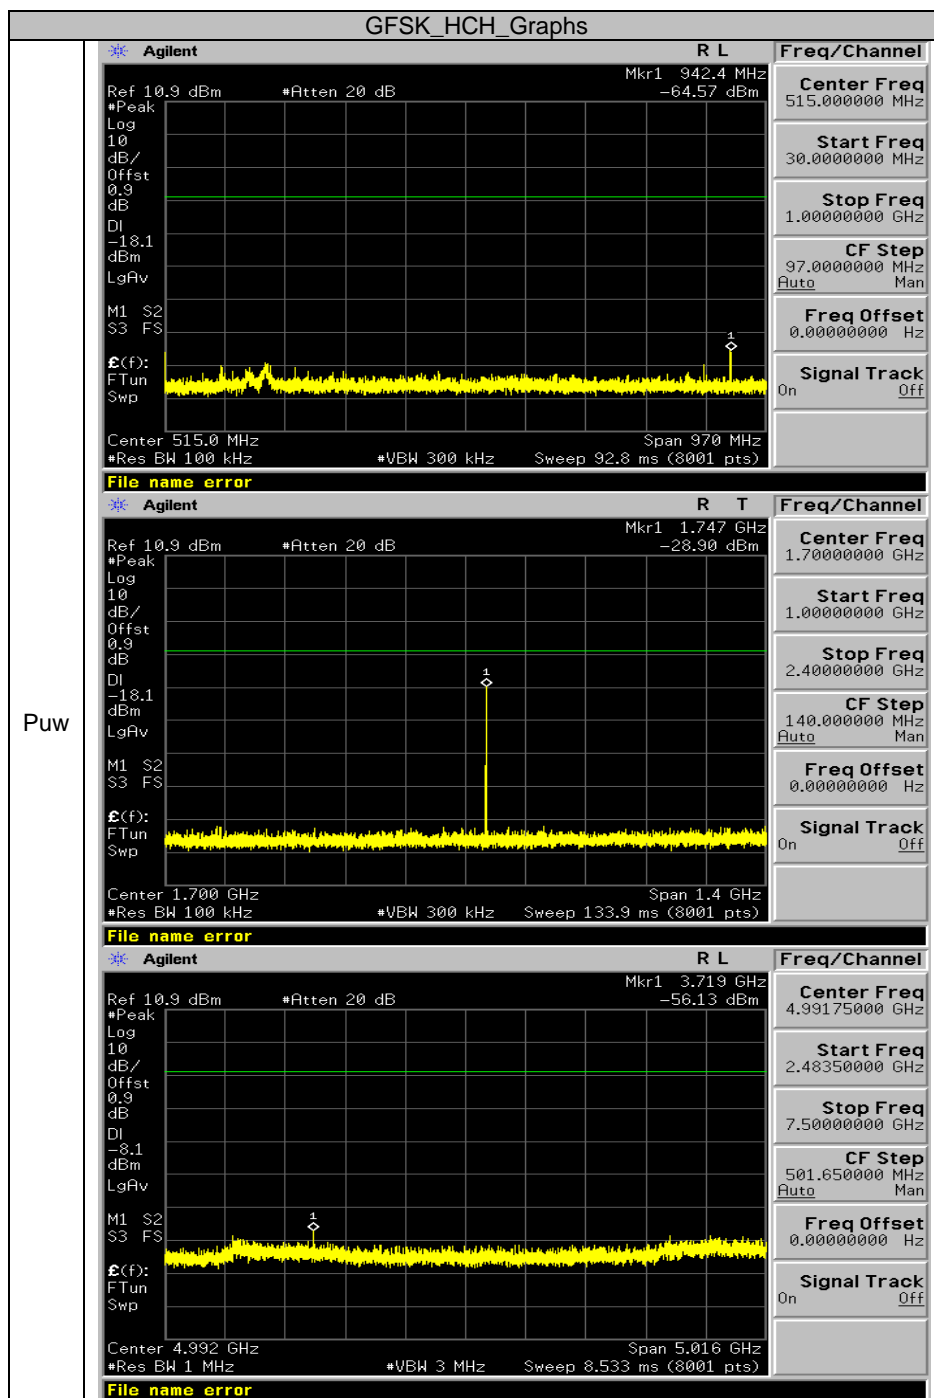 GFSK_HCH_Graphs
Puw
Agilent R L Freq/Channel
Mkr1 942.4 MHz
Ref 10.9 dBm #Atten 20 dB -64.57 dBm
#Peak
Log
10
dB/
Offst
0.9
dB
DI
-18.1
dBm
LgAv
M1 S2
S3 FS
£(f):
FTun
Swp
1
Center 515.0 MHz Span 970 MHz
#Res BW 100 kHz #VBW 300 kHz Sweep 92.8 ms (8001 pts)
File name error
Center Freq
515.000000 MHz
Start Freq
30.0000000 MHz
Stop Freq
1.00000000 GHz
CF Step
97.0000000 MHz
Auto Man
Freq Offset
0.00000000 Hz
Signal Track
On Off
Agilent R T Freq/Channel
Mkr1 1.747 GHz
Ref 10.9 dBm #Atten 20 dB -28.90 dBm
#Peak
Log
10
dB/
Offst
0.9
dB
DI
-18.1
dBm
LgAv
M1 S2
S3 FS
£(f):
FTun
Swp
1
Center 1.700 GHz Span 1.4 GHz
#Res BW 100 kHz #VBW 300 kHz Sweep 133.9 ms (8001 pts)
File name error
Center Freq
1.70000000 GHz
Start Freq
1.00000000 GHz
Stop Freq
2.40000000 GHz
CF Step
140.000000 MHz
Auto Man
Freq Offset
0.00000000 Hz
Signal Track
On Off
Agilent R L Freq/Channel
Mkr1 3.719 GHz
Ref 10.9 dBm #Atten 20 dB -56.13 dBm
#Peak
Log
10
dB/
Offst
0.9
dB
DI
-8.1
dBm
LgAv
M1 S2
S3 FS
£(f):
FTun
Swp
1
Center 4.992 GHz Span 5.016 GHz
#Res BW 1 MHz #VBW 3 MHz Sweep 8.533 ms (8001 pts)
File name error
Center Freq
4.99175000 GHz
Start Freq
2.48350000 GHz
Stop Freq
7.50000000 GHz
CF Step
501.650000 MHz
Auto Man
Freq Offset
0.00000000 Hz
Signal Track
On Off